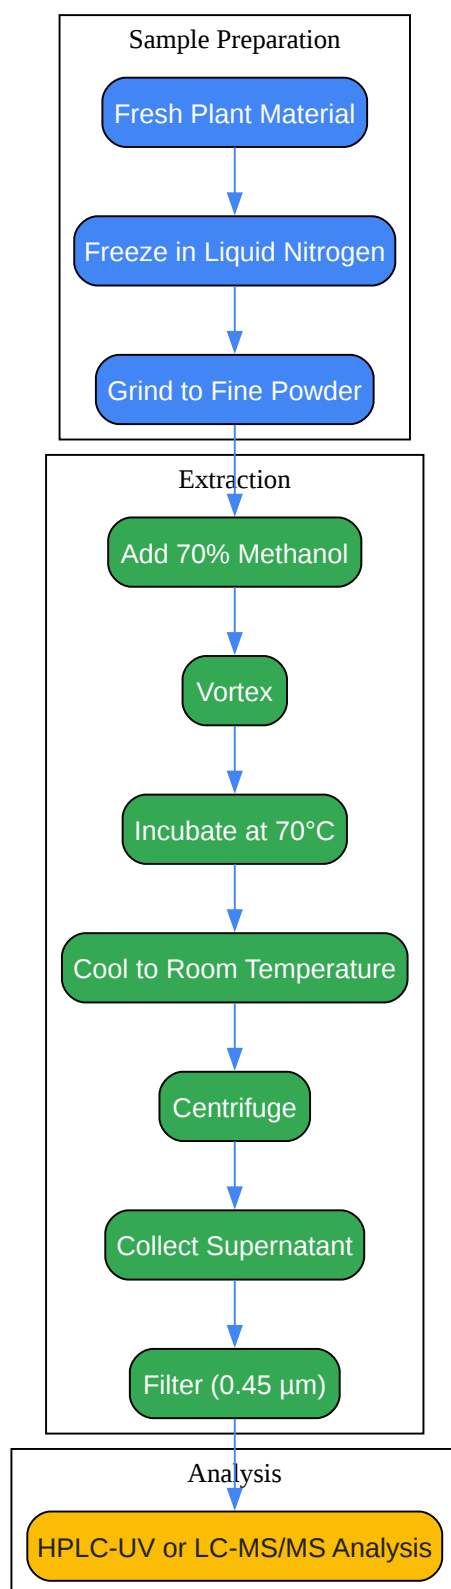 Sample Preparation
Fresh Plant Material
Freeze in Liquid Nitrogen
Grind to Fine Powder
Extraction
Add 70% Methanol
Vortex
Incubate at 70°C
Cool to Room Temperature
Centrifuge
Collect Supernatant
Filter (0.45 µm)
Analysis
HPLC-UV or LC-MS/MS Analysis